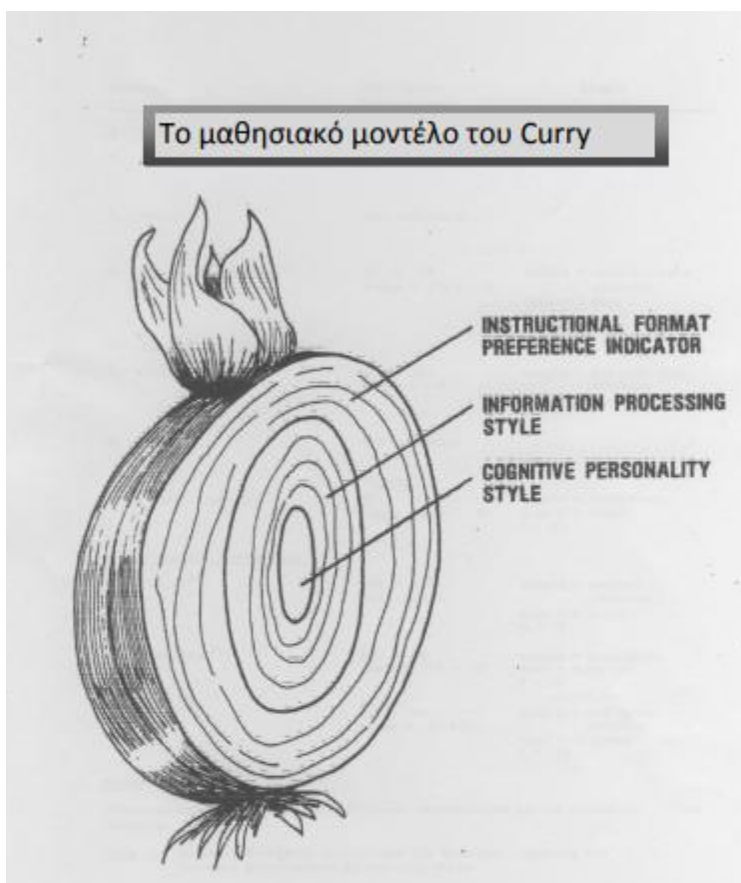 Το μαθησιακό μοντέλο του Curry
INSTRUCTIONAL FORMAT
PREFERENCE INDICATOR
INFORMATION PROCESSING
STYLE
COGNITIVE PERSONALITY
STYLE